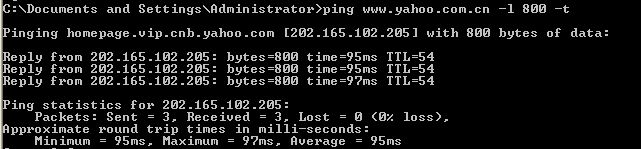 C:\Documents and Settings\Administrator>ping www.yahoo.com.cn -l 800 -t
Pinging homepage.vip.cnb.yahoo.com [202.165.102.205] with 800 bytes of data:
Reply from 202.165.102.205: bytes=800 time=95ms TTL=54
Reply from 202.165.102.205: bytes=800 time=95ms TTL=54
Reply from 202.165.102.205: bytes=800 time=97ms TTL=54
Ping statistics for 202.165.102.205:
    Packets: Sent = 3, Received = 3, Lost = 0 (0% loss),
Approximate round trip times in milli-seconds:
    Minimum = 95ms, Maximum = 97ms, Average = 95ms